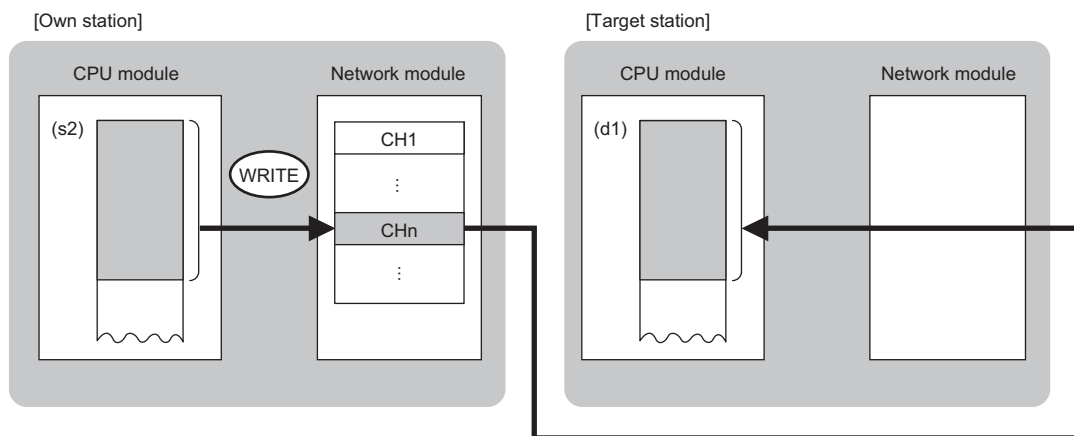 [Own station]
[Target station]
CPU module
Network module
CPU module
Network module
(s2)
CH1
(d1)
WRITE
⋮
CHn
⋮